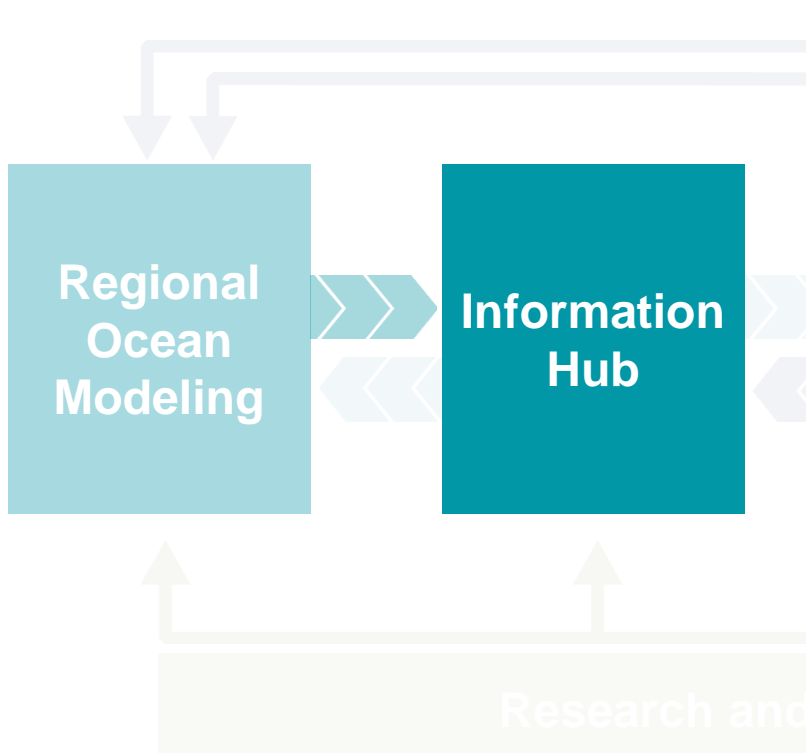 Regional
Ocean
Modeling
Information
Hub
Research and